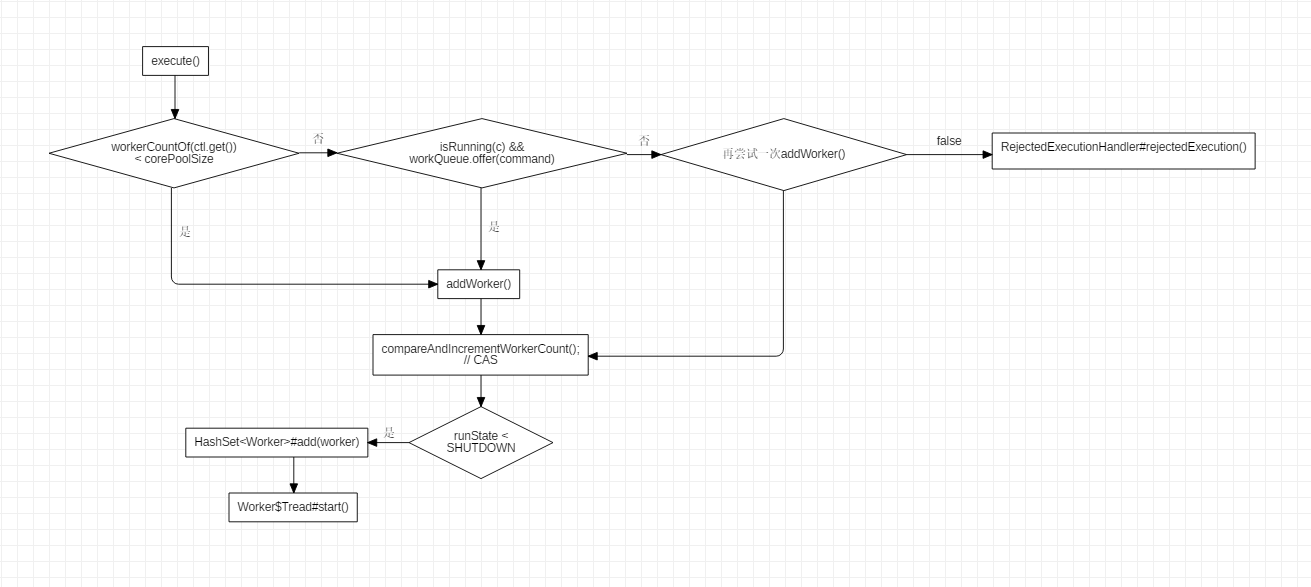 execute()
workerCountOf(ctl.get())
< corePoolSize
否
isRunning(c) &&
workQueue.offer(command)
否
再尝试一次addWorker()
false
RejectedExecutionHandler#rejectedExecution()
是
是
addWorker()
compareAndIncrementWorkerCount();
// CAS
runState <
SHUTDOWN
是
HashSet<Worker>#add(worker)
Worker$Tread#start()